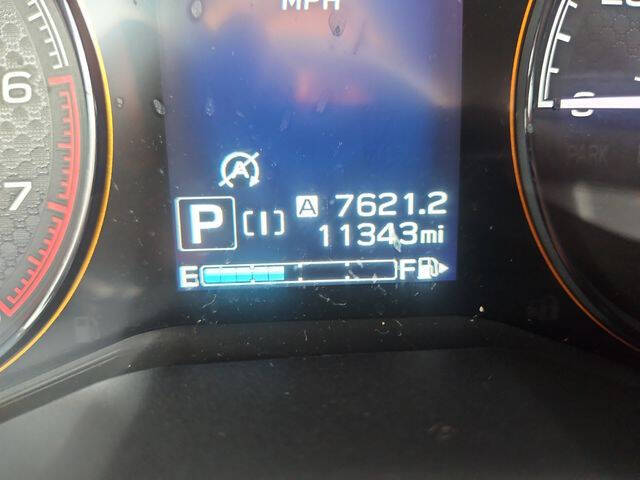 MPH
6
7
A
P [I] A 7621.2
11343mi
E F
PARK